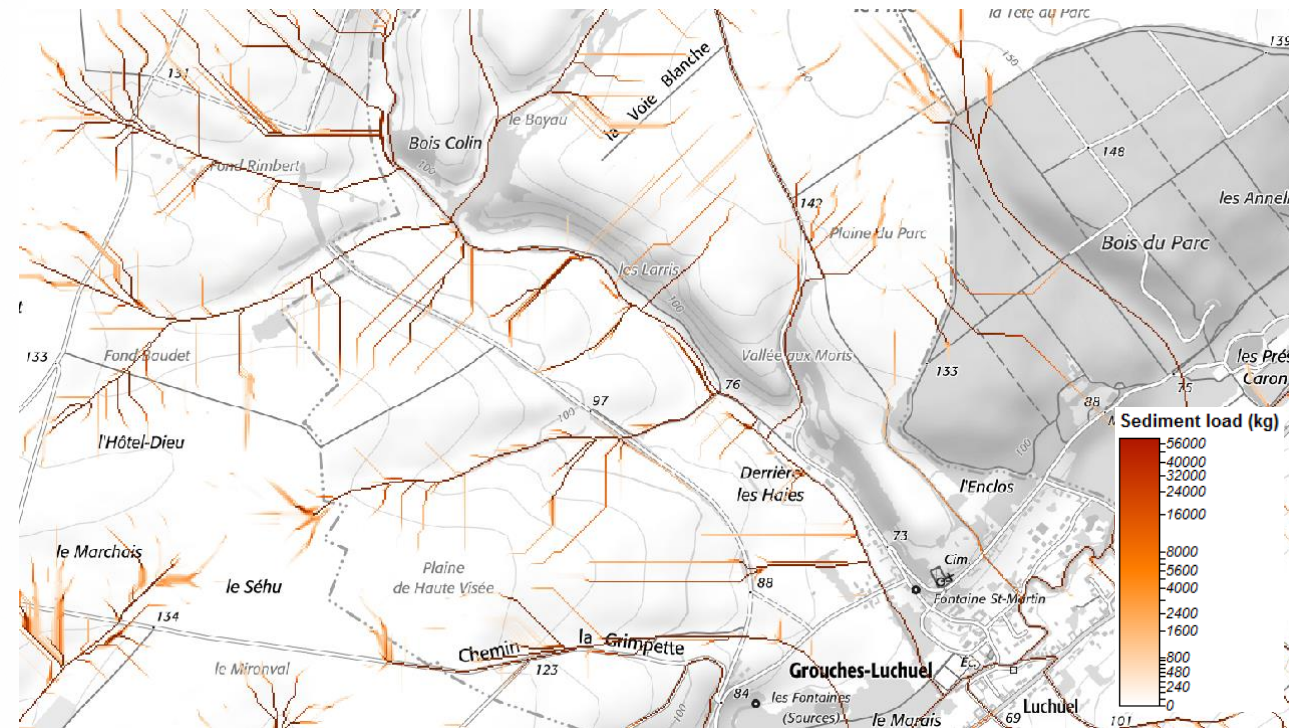 la Tête du Parc
139
150
131
la Voie Blanche
le Bayau
Bois Colin
100
148
Fond Rimbert
142
les Annel
Plaine du Parc
Bois du Parc
les Larris
100
133
Fond Baudet
Vallée aux Morts
133
les Prés
Caron
76
75
97
100
88
Sediment load (kg)
56000
40000
32000
24000
16000
8000
5600
4000
2400
1600
800
480
240
0
l'Hôtel-Dieu
100
Derrière
les Haies
l'Enclos
le Marchais
73
Cim.
Plaine
de Haute Visée
le Séhu
88
Fontaine St-Martin
134
Chemin la Grimpette
le Mironval
123
Grouches-Luchuel
Éc.
100
84
les Fontaines
(Sources)
Luchuel
le Marais
69
101